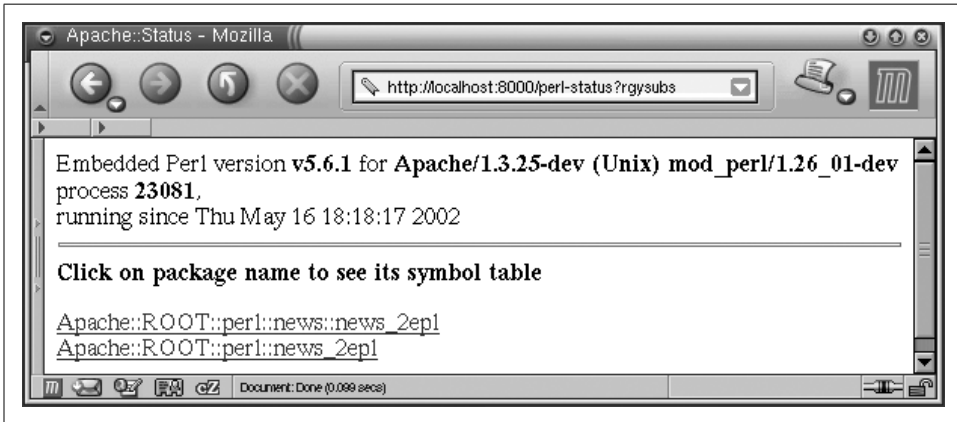 Apache::Status - Mozilla
http://localhost:8000/perl-status?rgysubs
Embedded Perl version v5.6.1 for Apache/1.3.25-dev (Unix) mod_perl/1.26_01-dev
process 23081,
running since Thu May 16 18:18:17 2002
Click on package name to see its symbol table
Apache::ROOT::perl::news::news_2epl
Apache::ROOT::perl::news_2epl
Document: Done (0.099 secs)